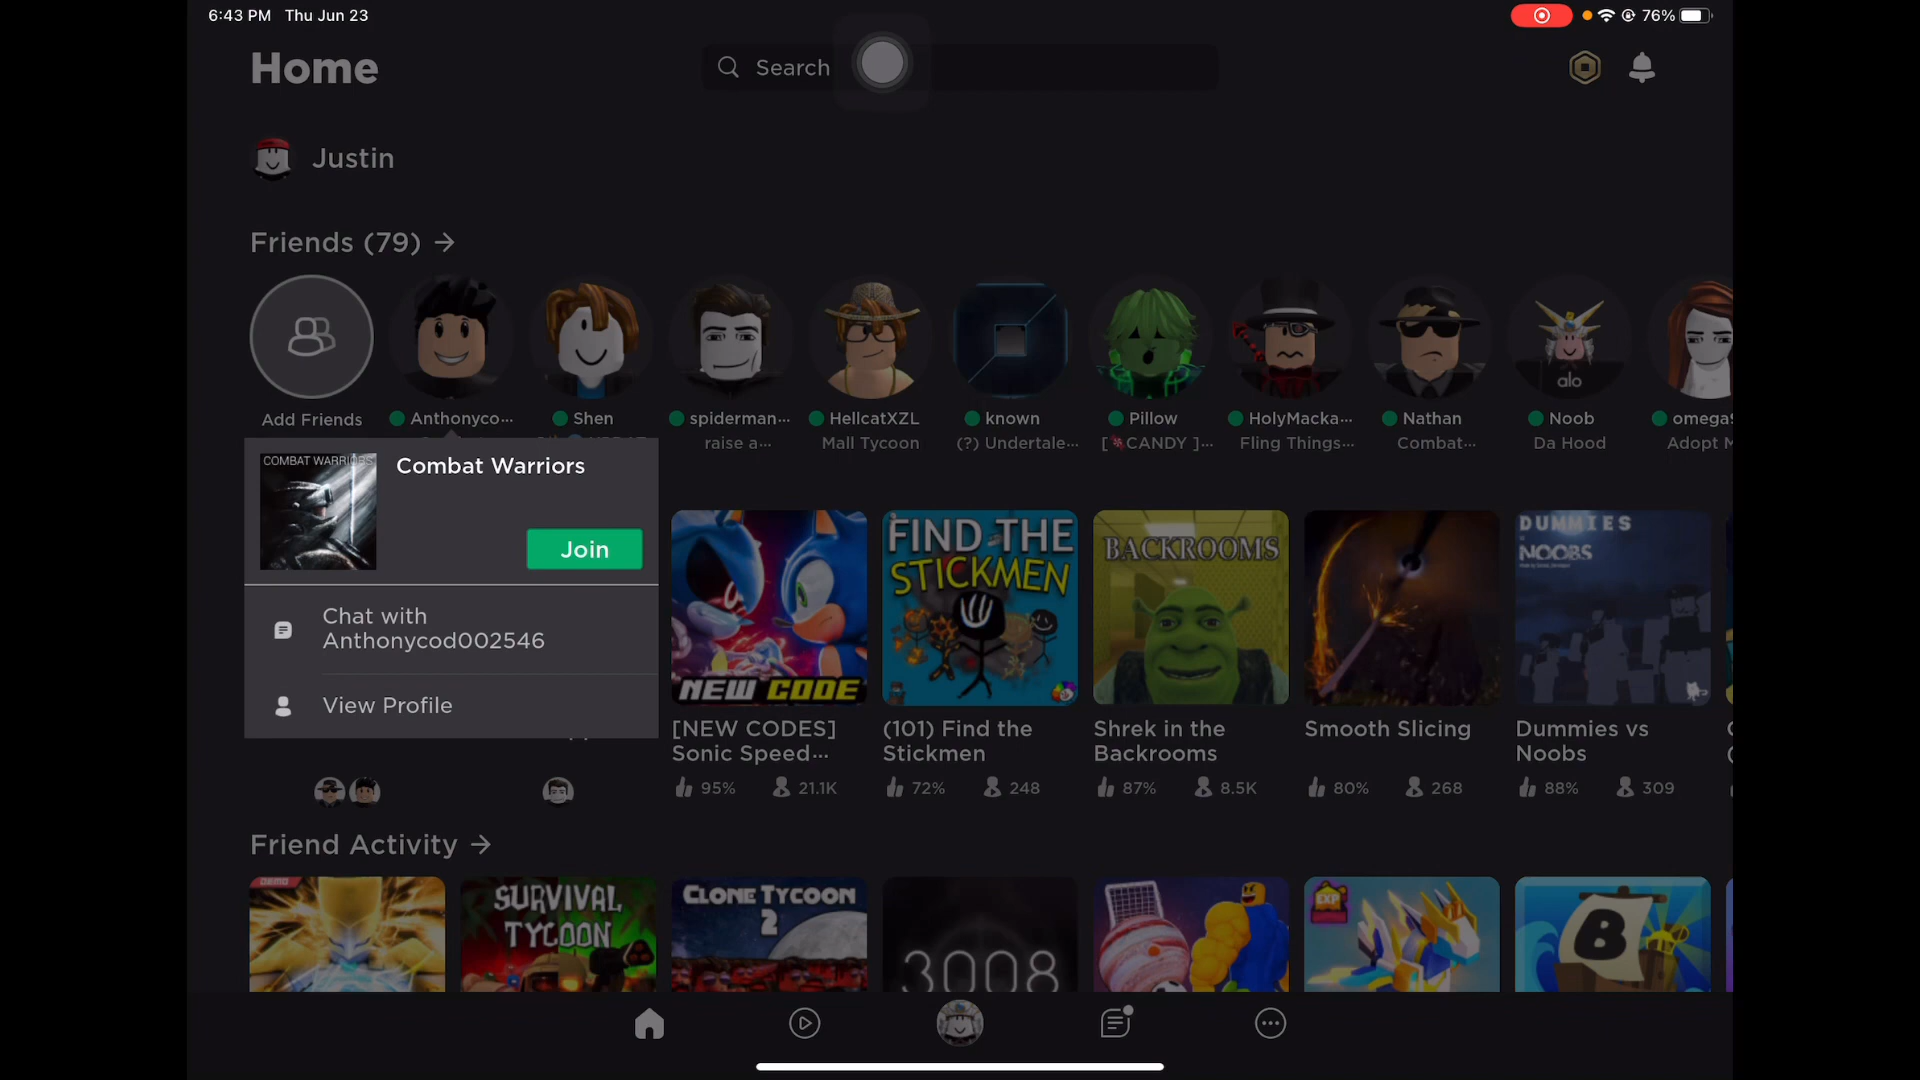 6:43 PM Thu Jun 23
76%
Home
Search
Justin
Friends (79)
alo
Add Friends
Anthonyco...
Shen
spiderman...
HellcatXZL
known
Pillow
HolyMacka...
Nathan
Noob
raise a...
Mall Tycoon
(?) Undertale...
CANDY ]...
Fling Things...
Combat...
Da Hood
Adopt
COMBAT WARRIORS
Combat Warriors
Join
Chat with
Anthonycod002546
View Profile
NEW CODE
FIND THE
STICKMEN
BACKROOMS
DUMMIES
NOOBS
[NEW CODES]
Sonic Speed...
(101) Find the
Stickmen
Shrek in the
Backrooms
Smooth Slicing
Dummies vs
Noobs
95% 21.1K
72% 248
87% 8.5K
80% 268
88% 309
Friend Activity
DEMO
SURVIVAL
TYCOON
CLONE TYCOON
2
3008
EXP
B